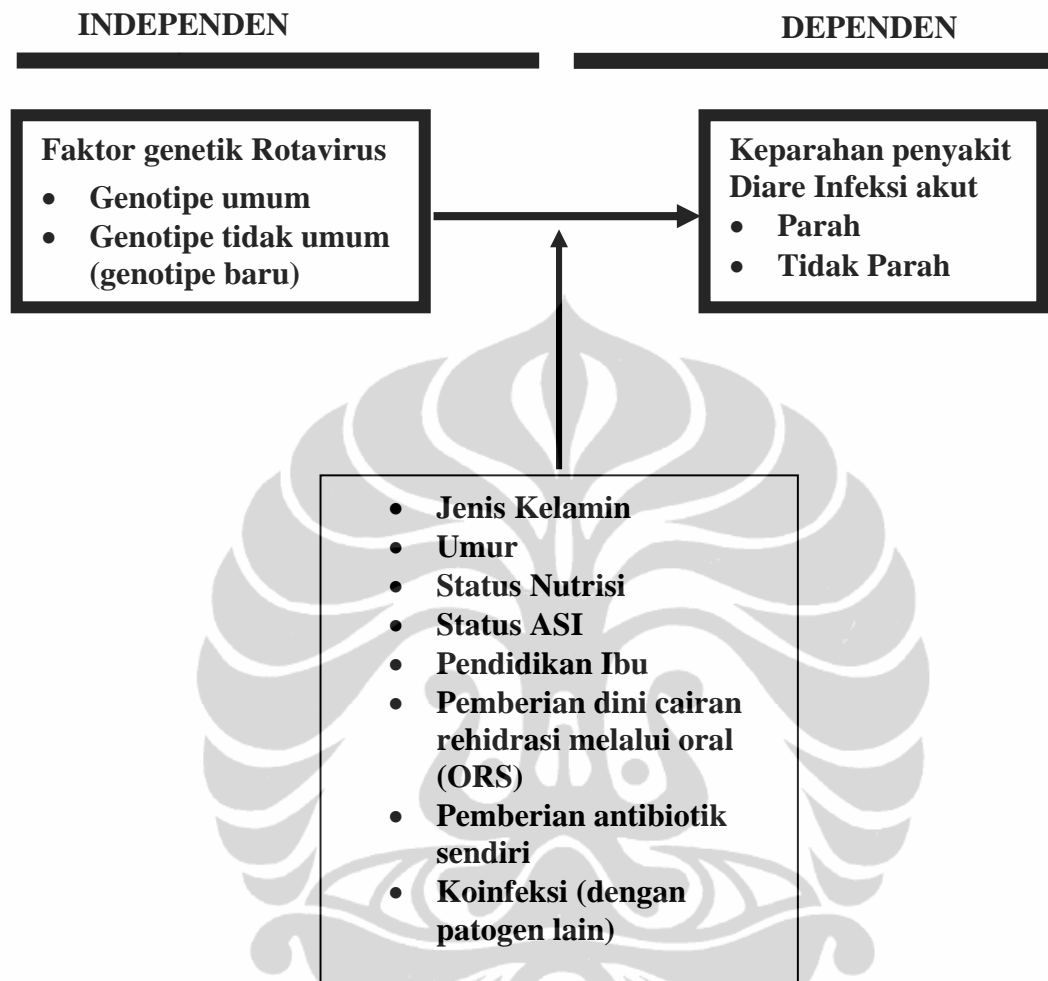 INDEPENDEN
DEPENDEN
Faktor genetik Rotavirus
• Genotipe umum
• Genotipe tidak umum
(genotipe baru)
Keparahan penyakit
Diare Infeksi akut
• Parah
• Tidak Parah
• Jenis Kelamin
• Umur
• Status Nutrisi
• Status ASI
• Pendidikan Ibu
• Pemberian dini cairan
rehidrasi melalui oral
(ORS)
• Pemberian antibiotik
sendiri
• Koinfeksi (dengan
patogen lain)